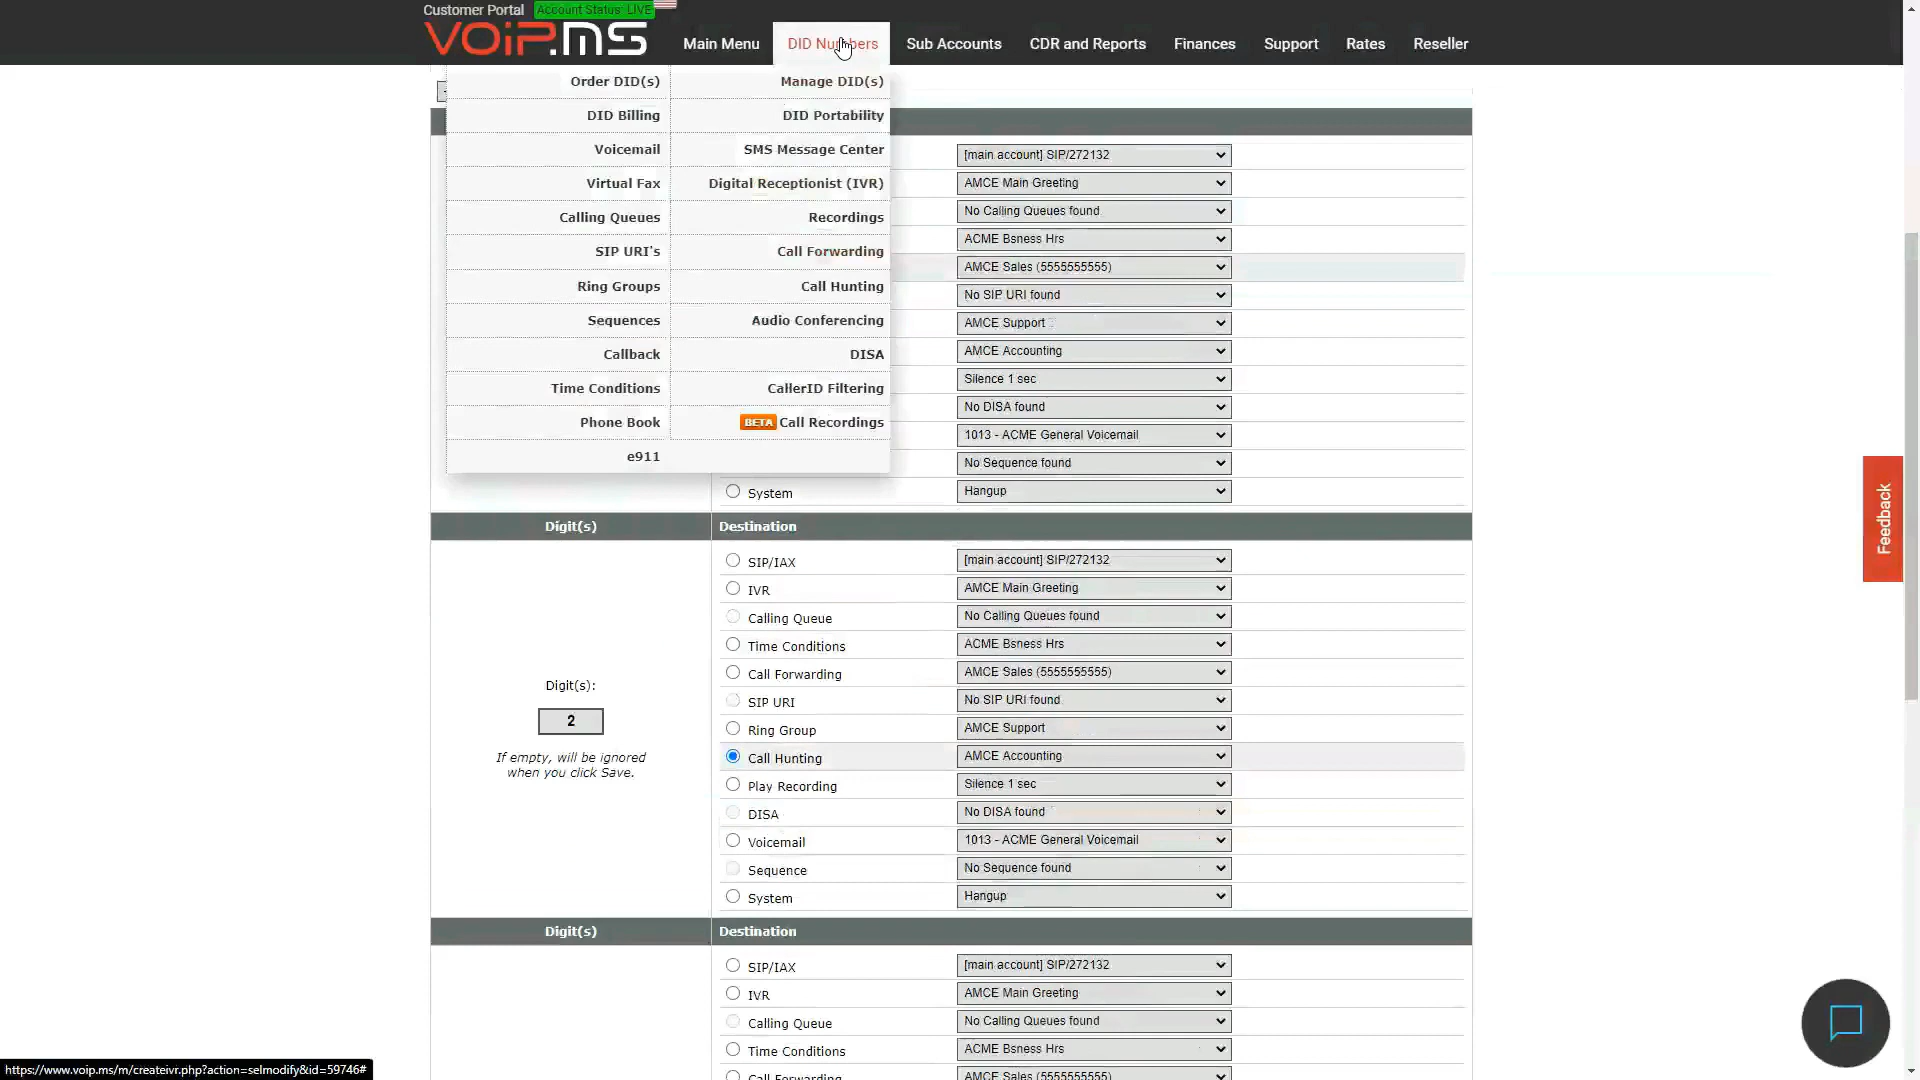 Customer Portal Account Status: LIVE
VOIP.MS
Main Menu DID Numbers Sub Accounts CDR and Reports Finances Support Rates Reseller
Order DID(s) Manage DID(s)
DID Billing DID Portability
Voicemail SMS Message Center
Virtual Fax Digital Receptionist (IVR)
Calling Queues Recordings
SIP URI's Call Forwarding
Ring Groups Call Hunting
Sequences Audio Conferencing
Callback DISA
Time Conditions CallerID Filtering
Phone Book BETA Call Recordings
e911
[main account] SIP/272132
AMCE Main Greeting
No Calling Queues found
ACME Bsness Hrs
AMCE Sales (5555555555)
No SIP URI found
AMCE Support
AMCE Accounting
Silence 1 sec
No DISA found
1013 - ACME General Voicemail
No Sequence found
System Hangup
Digit(s) Destination
Digit(s):
2
If empty, will be ignored
when you click Save.
SIP/IAX [main account] SIP/272132
IVR AMCE Main Greeting
Calling Queue No Calling Queues found
Time Conditions ACME Bsness Hrs
Call Forwarding AMCE Sales (5555555555)
SIP URI No SIP URI found
Ring Group AMCE Support
Call Hunting AMCE Accounting
Play Recording Silence 1 sec
DISA No DISA found
Voicemail 1013 - ACME General Voicemail
Sequence No Sequence found
System Hangup
Digit(s) Destination
SIP/IAX [main account] SIP/272132
IVR AMCE Main Greeting
Calling Queue No Calling Queues found
Time Conditions ACME Bsness Hrs
Call Forwarding AMCE Sales (5555555555)
Feedback
https://www.voip.ms/m/createivr.php?action=selmodify&id=59746#